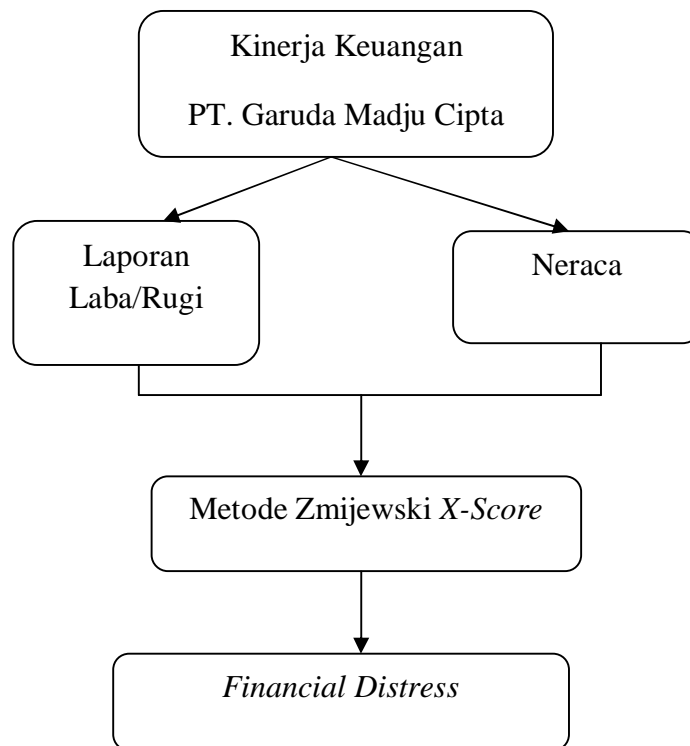 Kinerja Keuangan
PT. Garuda Madju Cipta
Laporan
Laba/Rugi
Neraca
Metode Zmijewski X-Score
Financial Distress